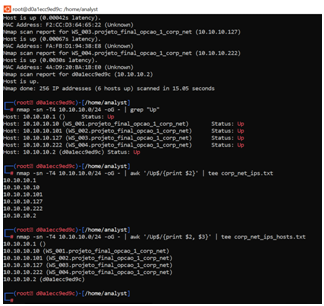 root@d0a1ecc9ed9c: /home/analyst
Host is up (0.00042s latency).
MAC Address: F2:CC:D3:64:65:22 (Unknown)
Nmap scan report for WS_003.projeto_final_opcao_1_corp_net (10.10.10.127)
Host is up (0.000067s latency).
MAC Address: FA:FB:D1:94:38:E8 (Unknown)
Nmap scan report for WS_004.projeto_final_opcao_1_corp_net (10.10.10.222)
Host is up (0.0030s latency).
MAC Address: 4A:D9:20:8A:1D:E0 (Unknown)
Nmap scan report for d0a1ecc9ed9c (10.10.10.2)
Host is up.
Nmap done: 256 IP addresses (6 hosts up) scanned in 15.05 seconds
(root㉿ d0a1ecc9ed9c)-[/home/analyst]
# nmap -sn -T4 10.10.10.0/24 -oG - | grep "Up"
Host: 10.10.10.1 () Status: Up
Host: 10.10.10.10 (WS_001.projeto_final_opcao_1_corp_net) Status: Up
Host: 10.10.10.101 (WS_002.projeto_final_opcao_1_corp_net) Status: Up
Host: 10.10.10.127 (WS_003.projeto_final_opcao_1_corp_net) Status: Up
Host: 10.10.10.222 (WS_004.projeto_final_opcao_1_corp_net) Status: Up
Host: 10.10.10.2 (d0a1ecc9ed9c) Status: Up
(root㉿ d0a1ecc9ed9c)-[/home/analyst]
# nmap -sn -T4 10.10.10.0/24 -oG - | awk '/Up$/{print $2}' | tee corp_net_ips.txt
10.10.10.1
10.10.10.10
10.10.10.101
10.10.10.127
10.10.10.222
10.10.10.2
(root㉿ d0a1ecc9ed9c)-[/home/analyst]
# nmap -sn -T4 10.10.10.0/24 -oG - | awk '/Up$/{print $2, $3}' | tee corp_net_ips_hosts.txt
10.10.10.1 ()
10.10.10.10 (WS_001.projeto_final_opcao_1_corp_net)
10.10.10.101 (WS_002.projeto_final_opcao_1_corp_net)
10.10.10.127 (WS_003.projeto_final_opcao_1_corp_net)
10.10.10.222 (WS_004.projeto_final_opcao_1_corp_net)
10.10.10.2 (d0a1ecc9ed9c)
(root㉿ d0a1ecc9ed9c)-[/home/analyst]
#